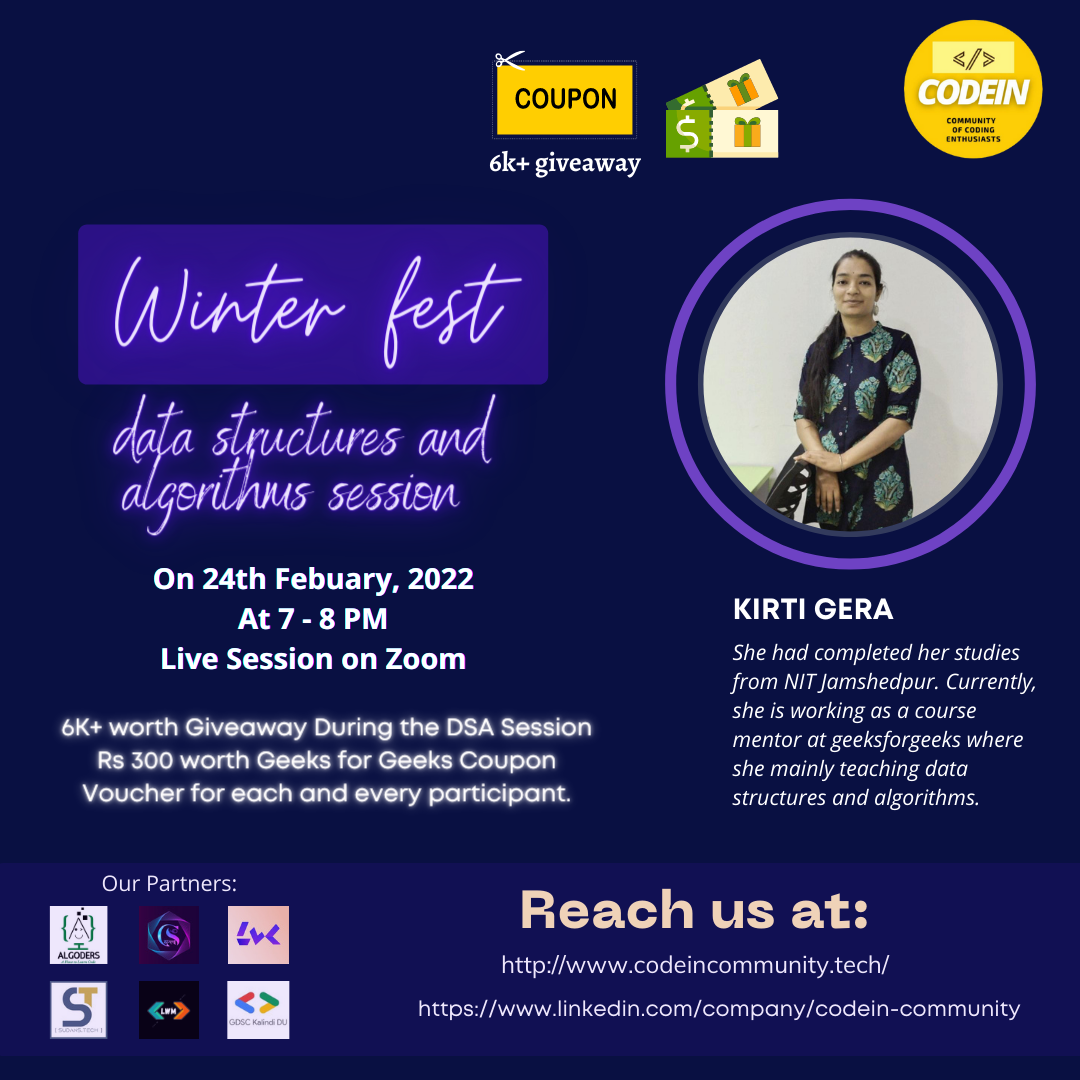 COUPON
6k+ giveaway
$
</>
CODEIN
COMMUNITY
OF CODING
ENTHUSIASTS
Winter fest
data structures and
algorithms session
On 24th Febuary, 2022
At 7 - 8 PM
Live Session on Zoom
6K+ worth Giveaway During the DSA Session
Rs 300 worth Geeks for Geeks Coupon
Voucher for each and every participant.
KIRTI GERA
She had completed her studies
from NIT Jamshedpur. Currently,
she is working as a course
mentor at geeksforgeeks where
she mainly teaching data
structures and algorithms.
Our Partners:
ALGODERS
LWM
GDSC Kalindi DU
ST
{ SUDAHS.TECH }
Reach us at:
http://www.codeincommunity.tech/
https://www.linkedin.com/company/codein-community